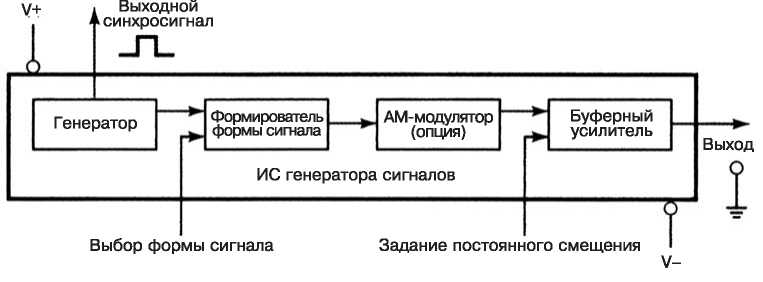 V+
Выходной
синхросигнал
Генератор
Формирователь
формы сигнала
АМ-модулятор
(опция)
Буферный
усилитель
Выход
ИС генератора сигналов
Выбор формы сигнала
Задание постоянного смещения
V–